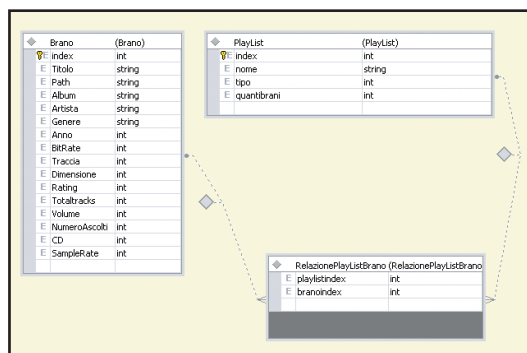 Brano (Brano)
E index int
E Titolo string
E Path string
E Album string
E Artista string
E Genere string
E Anno int
E BitRate int
E Traccia int
E Dimensione int
E Rating int
E Totaltracks int
E Volume int
E NumeroAscolti int
E CD int
E SampleRate int
PlayList (PlayList)
E index int
E nome string
E tipo int
E quantibrani int
RelazionePlayListBrano (RelazionePlayListBrano
E playlistindex int
E branoindex int